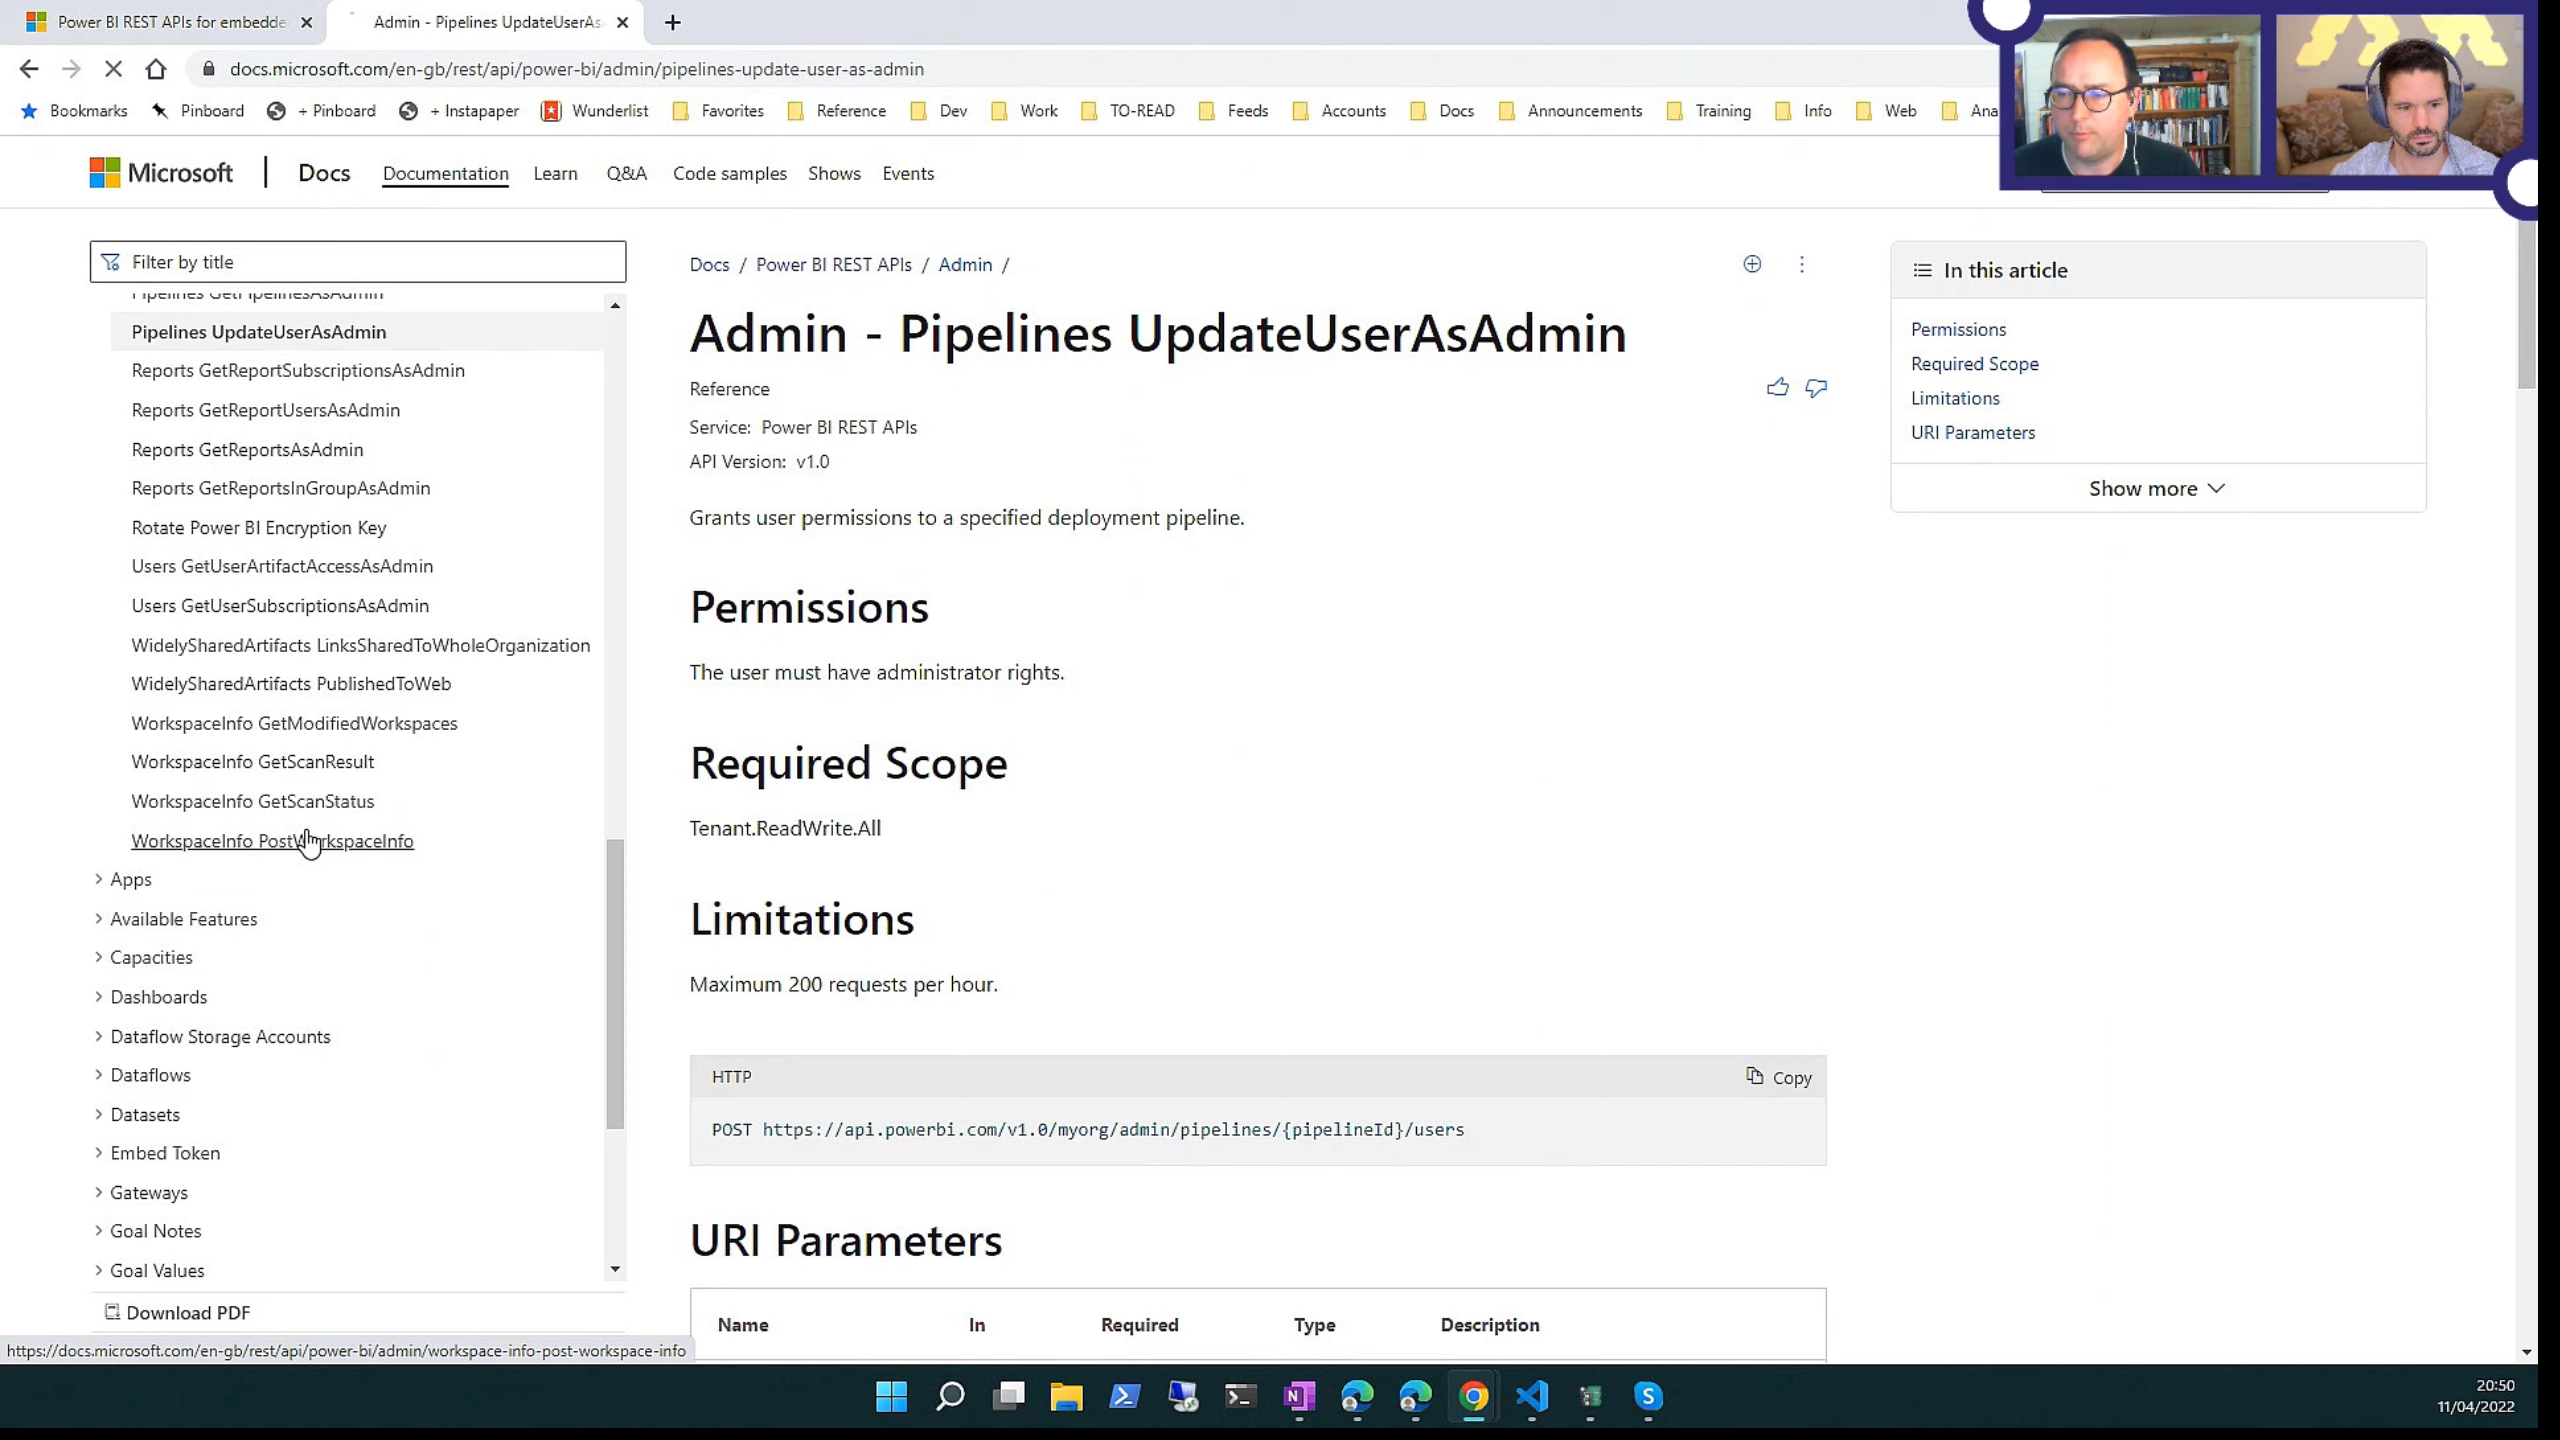 Power BI REST APIs for embedde
Admin - Pipelines UpdateUserAs
docs.microsoft.com/en-gb/rest/api/power-bi/admin/pipelines-update-user-as-admin
Bookmarks Pinboard + Pinboard + Instapaper Wunderlist Favorites Reference Dev Work TO-READ Feeds Accounts Docs Announcements Training Info Web Ana
Microsoft Docs Documentation Learn Q&A Code samples Shows Events
Filter by title
Pipelines GetPipelinesAsAdmin
Pipelines UpdateUserAsAdmin
Reports GetReportSubscriptionsAsAdmin
Reports GetReportUsersAsAdmin
Reports GetReportsAsAdmin
Reports GetReportsInGroupAsAdmin
Rotate Power BI Encryption Key
Users GetUserArtifactAccessAsAdmin
Users GetUserSubscriptionsAsAdmin
WidelySharedArtifacts LinksSharedToWholeOrganization
WidelySharedArtifacts PublishedToWeb
WorkspaceInfo GetModifiedWorkspaces
WorkspaceInfo GetScanResult
WorkspaceInfo GetScanStatus
WorkspaceInfo PostWorkspaceInfo
Apps
Available Features
Capacities
Dashboards
Dataflow Storage Accounts
Dataflows
Datasets
Embed Token
Gateways
Goal Notes
Goal Values
Download PDF
Docs / Power BI REST APIs / Admin /
Admin - Pipelines UpdateUserAsAdmin
Reference
Service: Power BI REST APIs
API Version: v1.0
Grants user permissions to a specified deployment pipeline.
Permissions
The user must have administrator rights.
Required Scope
Tenant.ReadWrite.All
Limitations
Maximum 200 requests per hour.
HTTP Copy
POST https://api.powerbi.com/v1.0/myorg/admin/pipelines/{pipelineId}/users
URI Parameters
Name In Required Type Description
In this article
Permissions
Required Scope
Limitations
URI Parameters
Show more
https://docs.microsoft.com/en-gb/rest/api/power-bi/admin/workspace-info-post-workspace-info
20:50
11/04/2022